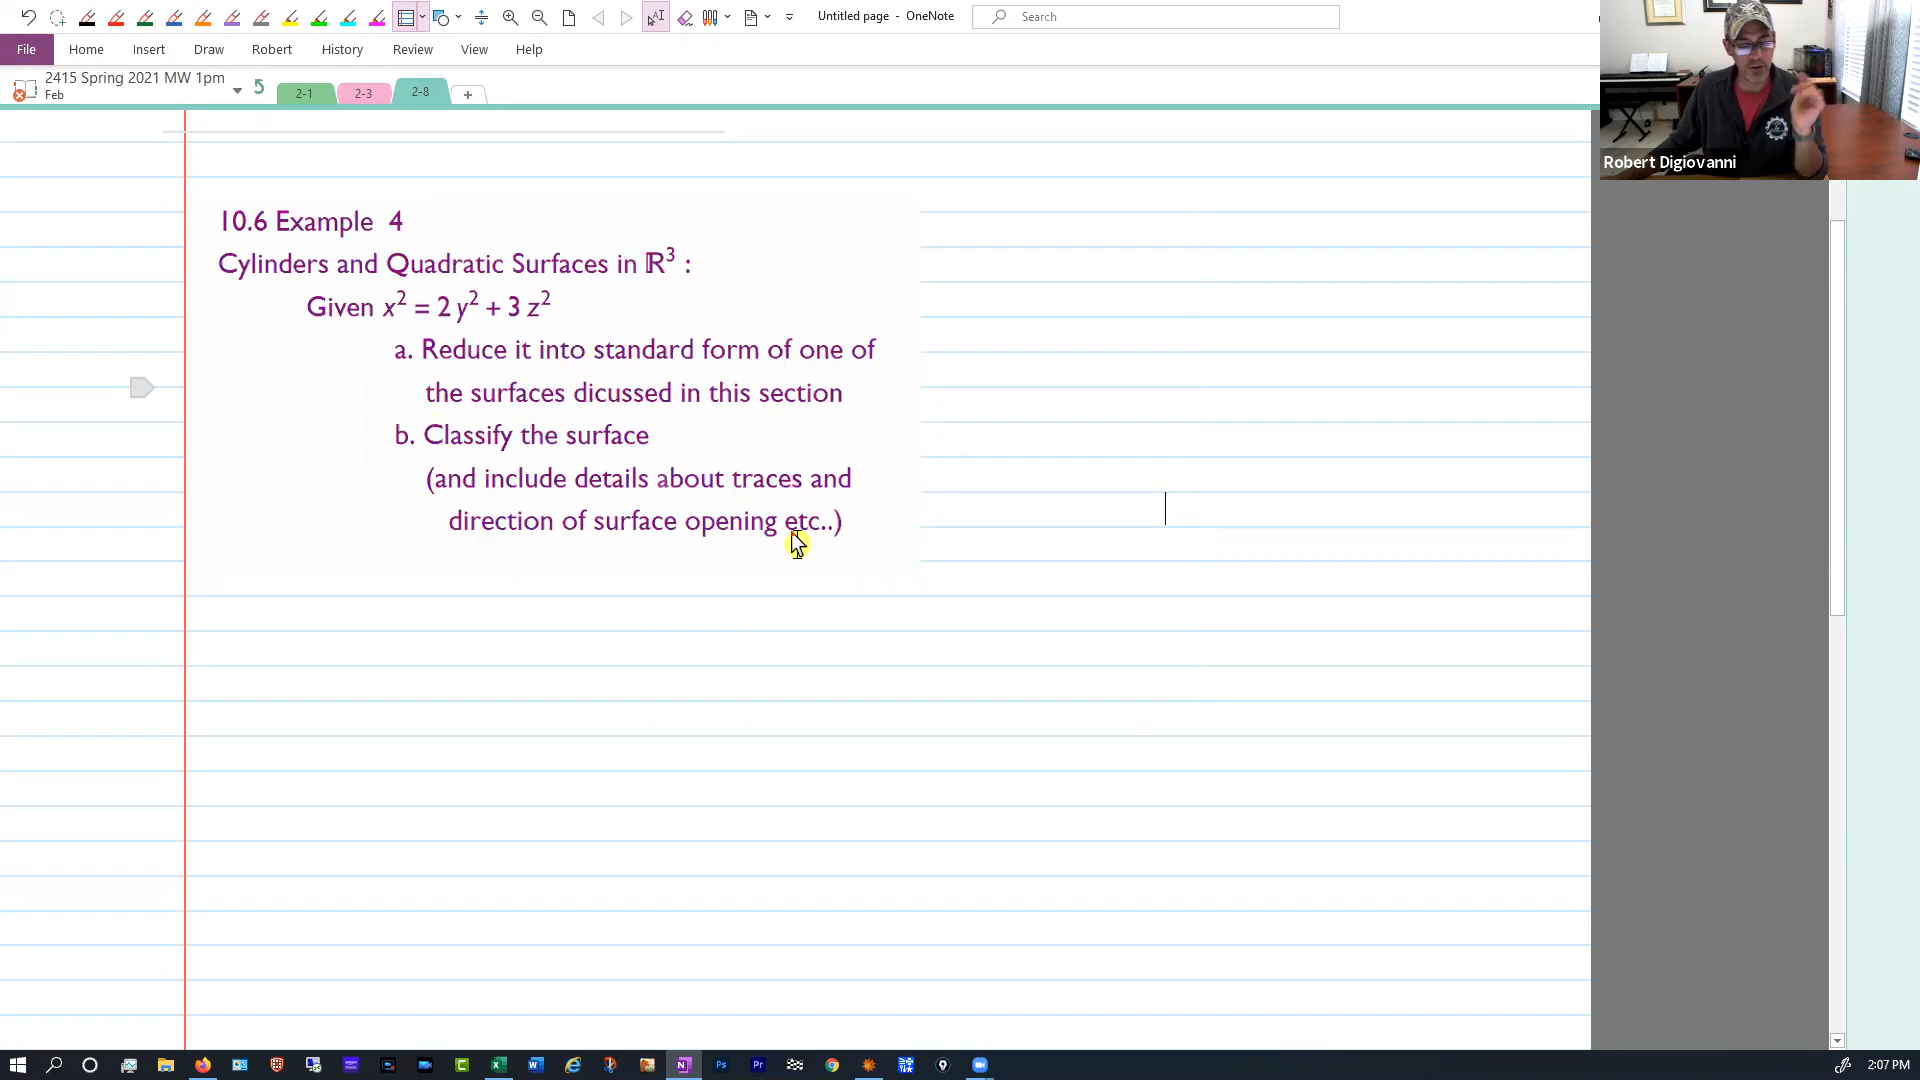 Untitled page - OneNote
Search
File Home Insert Draw Robert History Review View Help
2415 Spring 2021 MW 1pm
Feb
2-1
2-3
2-8
+
Robert Digiovanni
10.6 Example 4
Cylinders and Quadratic Surfaces in ℝ³ :
Given x² = 2 y² + 3 z²
a. Reduce it into standard form of one of
the surfaces dicussed in this section
b. Classify the surface
(and include details about traces and
direction of surface opening etc..)
2:07 PM